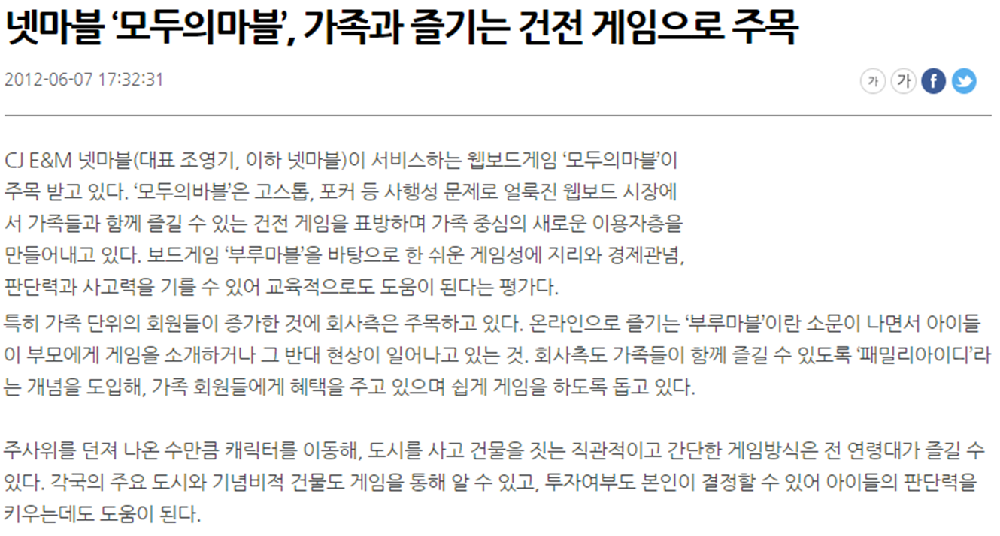 넷마블 ‘모두의마블’, 가족과 즐기는 건전 게임으로 주목
2012-06-07 17:32:31
가 가 f
CJ E&M 넷마블(대표 조영기, 이하 넷마블)이 서비스하는 웹보드게임 ‘모두의마블’이
주목 받고 있다. ‘모두의바블’은 고스톱, 포커 등 사행성 문제로 얼룩진 웹보드 시장에
서 가족들과 함께 즐길 수 있는 건전 게임을 표방하며 가족 중심의 새로운 이용자층을
만들어내고 있다. 보드게임 ‘부루마블’을 바탕으로 한 쉬운 게임성에 지리와 경제관념,
판단력과 사고력을 기를 수 있어 교육적으로도 도움이 된다는 평가다.
특히 가족 단위의 회원들이 증가한 것에 회사측은 주목하고 있다. 온라인으로 즐기는 ‘부루마블’이란 소문이 나면서 아이들
이 부모에게 게임을 소개하거나 그 반대 현상이 일어나고 있는 것. 회사측도 가족들이 함께 즐길 수 있도록 ‘패밀리아이디’라
는 개념을 도입해, 가족 회원들에게 혜택을 주고 있으며 쉽게 게임을 하도록 돕고 있다.
주사위를 던져 나온 수만큼 캐릭터를 이동해, 도시를 사고 건물을 짓는 직관적이고 간단한 게임방식은 전 연령대가 즐길 수
있다. 각국의 주요 도시와 기념비적 건물도 게임을 통해 알 수 있고, 투자여부도 본인이 결정할 수 있어 아이들의 판단력을
키우는데도 도움이 된다.